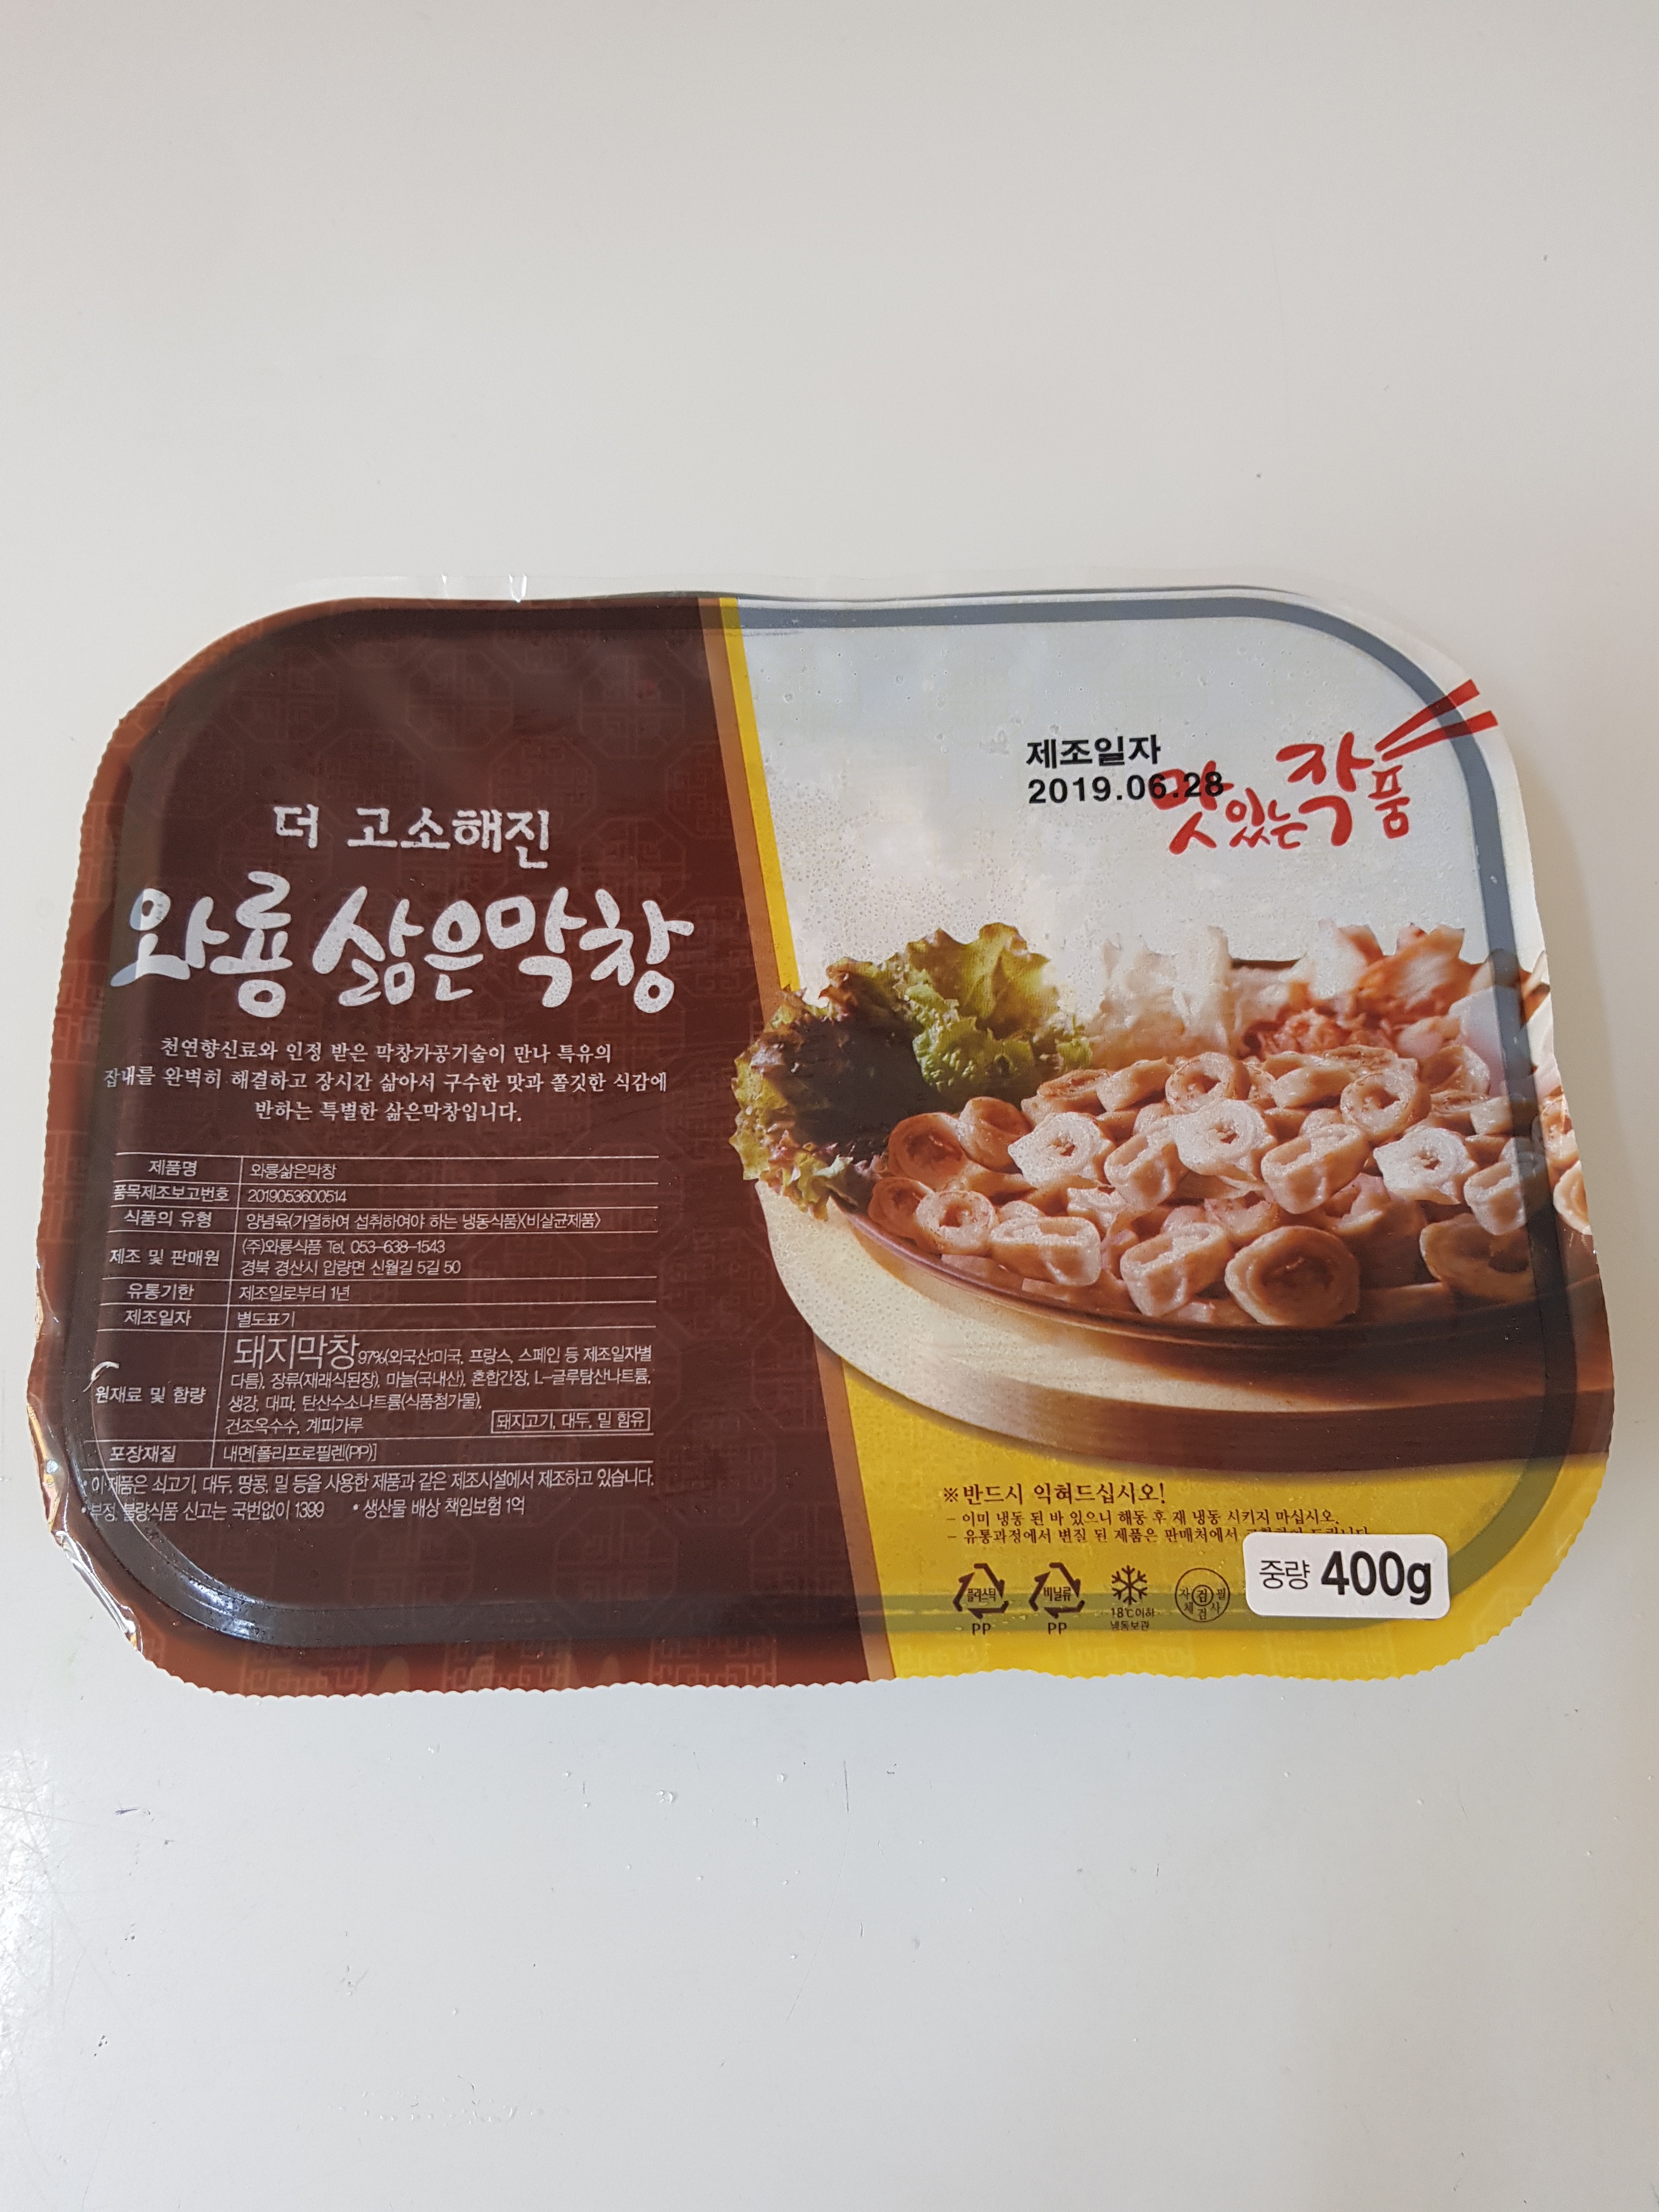 더 고소해진
와룡 삶은막창
천연향신료와 인정 받은 막창가공기술이 만나 특유의
잡내를 완벽히 해결하고 장시간 삶아서 구수한 맛과 쫄깃한 식감에
반하는 특별한 삶은막창입니다.
제품명 와룡삶은막창
품목제조보고번호 2019053600514
식품의 유형 양념육(가열하여 섭취하여야 하는 냉동식품)<비살균제품>
제조 및 판매원 (주)와룡식품 Tel. 053-638-1543
경북 경산시 압량면 신월길 5길 50
유통기한 제조일로부터 1년
제조일자 별도표기
원재료 및 함량 돼지막창97%(외국산:미국, 프랑스, 스페인 등 제조일자별
다름), 장류(재래식된장), 마늘(국내산), 혼합간장, L-글루탐산나트륨,
생강, 대파, 탄산수소나트륨(식품첨가물),
건조옥수수, 계피가루 돼지고기, 대두, 밀 함유
포장재질 내면[폴리프로필렌(PP)]
• 이 제품은 쇠고기, 대두, 땅콩, 밀 등을 사용한 제품과 같은 제조시설에서 제조하고 있습니다.
• 부정, 불량식품 신고는 국번없이 1399 • 생산물 배상 책임보험 1억
제조일자
2019.06.28
맛있는 작품
※반드시 익혀드십시오!
- 이미 냉동 된 바 있으니 해동 후 재 냉동 시키지 마십시오.
- 유통과정에서 변질 된 제품은 판매처에서
플라스틱 PP
비닐류 PP
18℃이하
냉동보관
자체검사필
검
중량 400g